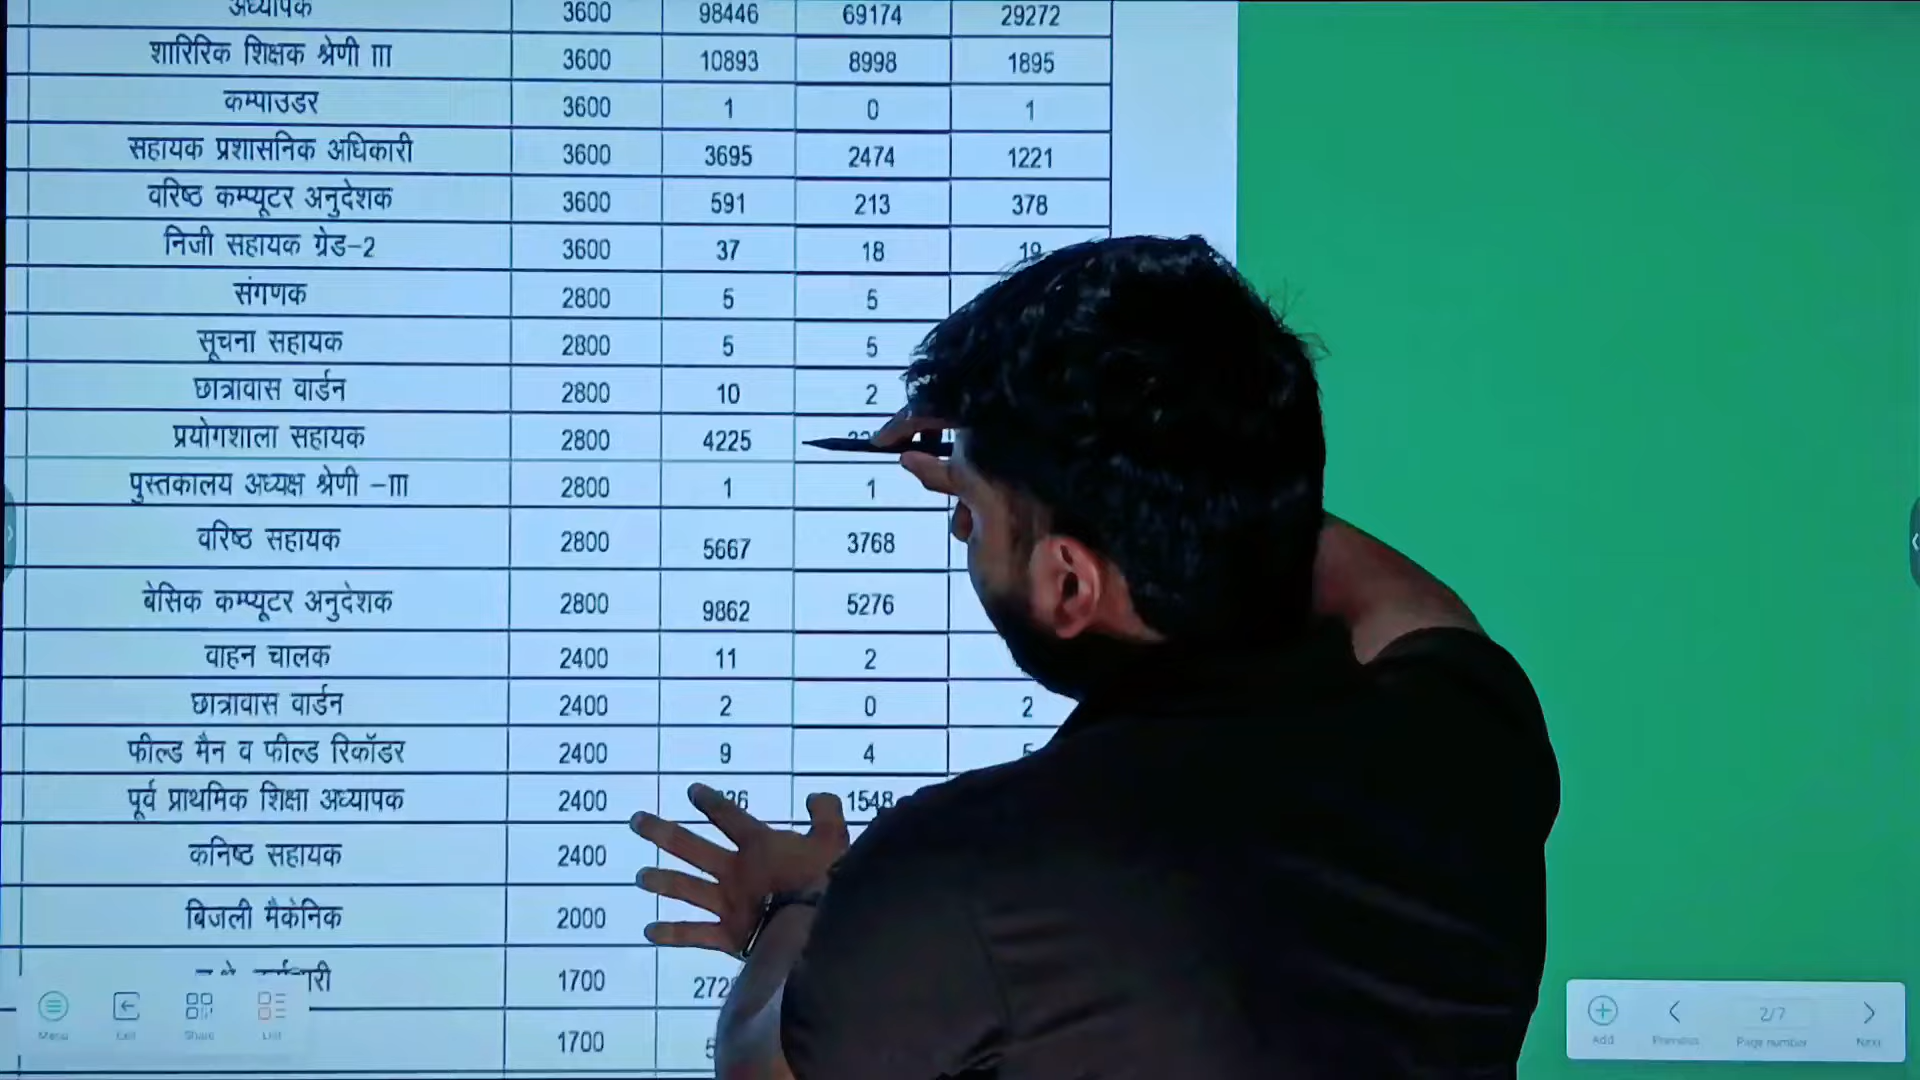 अध्यापक 3600 98446 69174 29272
शारिरिक शिक्षक श्रेणी III 3600 10893 8998 1895
कम्पाउडर 3600 1 0 1
सहायक प्रशासनिक अधिकारी 3600 3695 2474 1221
वरिष्ठ कम्प्यूटर अनुदेशक 3600 591 213 378
निजी सहायक ग्रेड-2 3600 37 18 19
संगणक 2800 5 5
सूचना सहायक 2800 5 5
छात्रावास वार्डन 2800 10 2
प्रयोगशाला सहायक 2800 4225
पुस्तकालय अध्यक्ष श्रेणी -III 2800 1 1
वरिष्ठ सहायक 2800 5667 3768
बेसिक कम्प्यूटर अनुदेशक 2800 9862 5276
वाहन चालक 2400 11 2
छात्रावास वार्डन 2400 2 0 2
फील्ड मैन व फील्ड रिकॉडर 2400 9 4 5
पूर्व प्राथमिक शिक्षा अध्यापक 2400 1548
कनिष्ठ सहायक 2400
बिजली मैकेनिक 2000
1700
1700
Menu Exit Share List
Add Previous 2/7 Page number Next